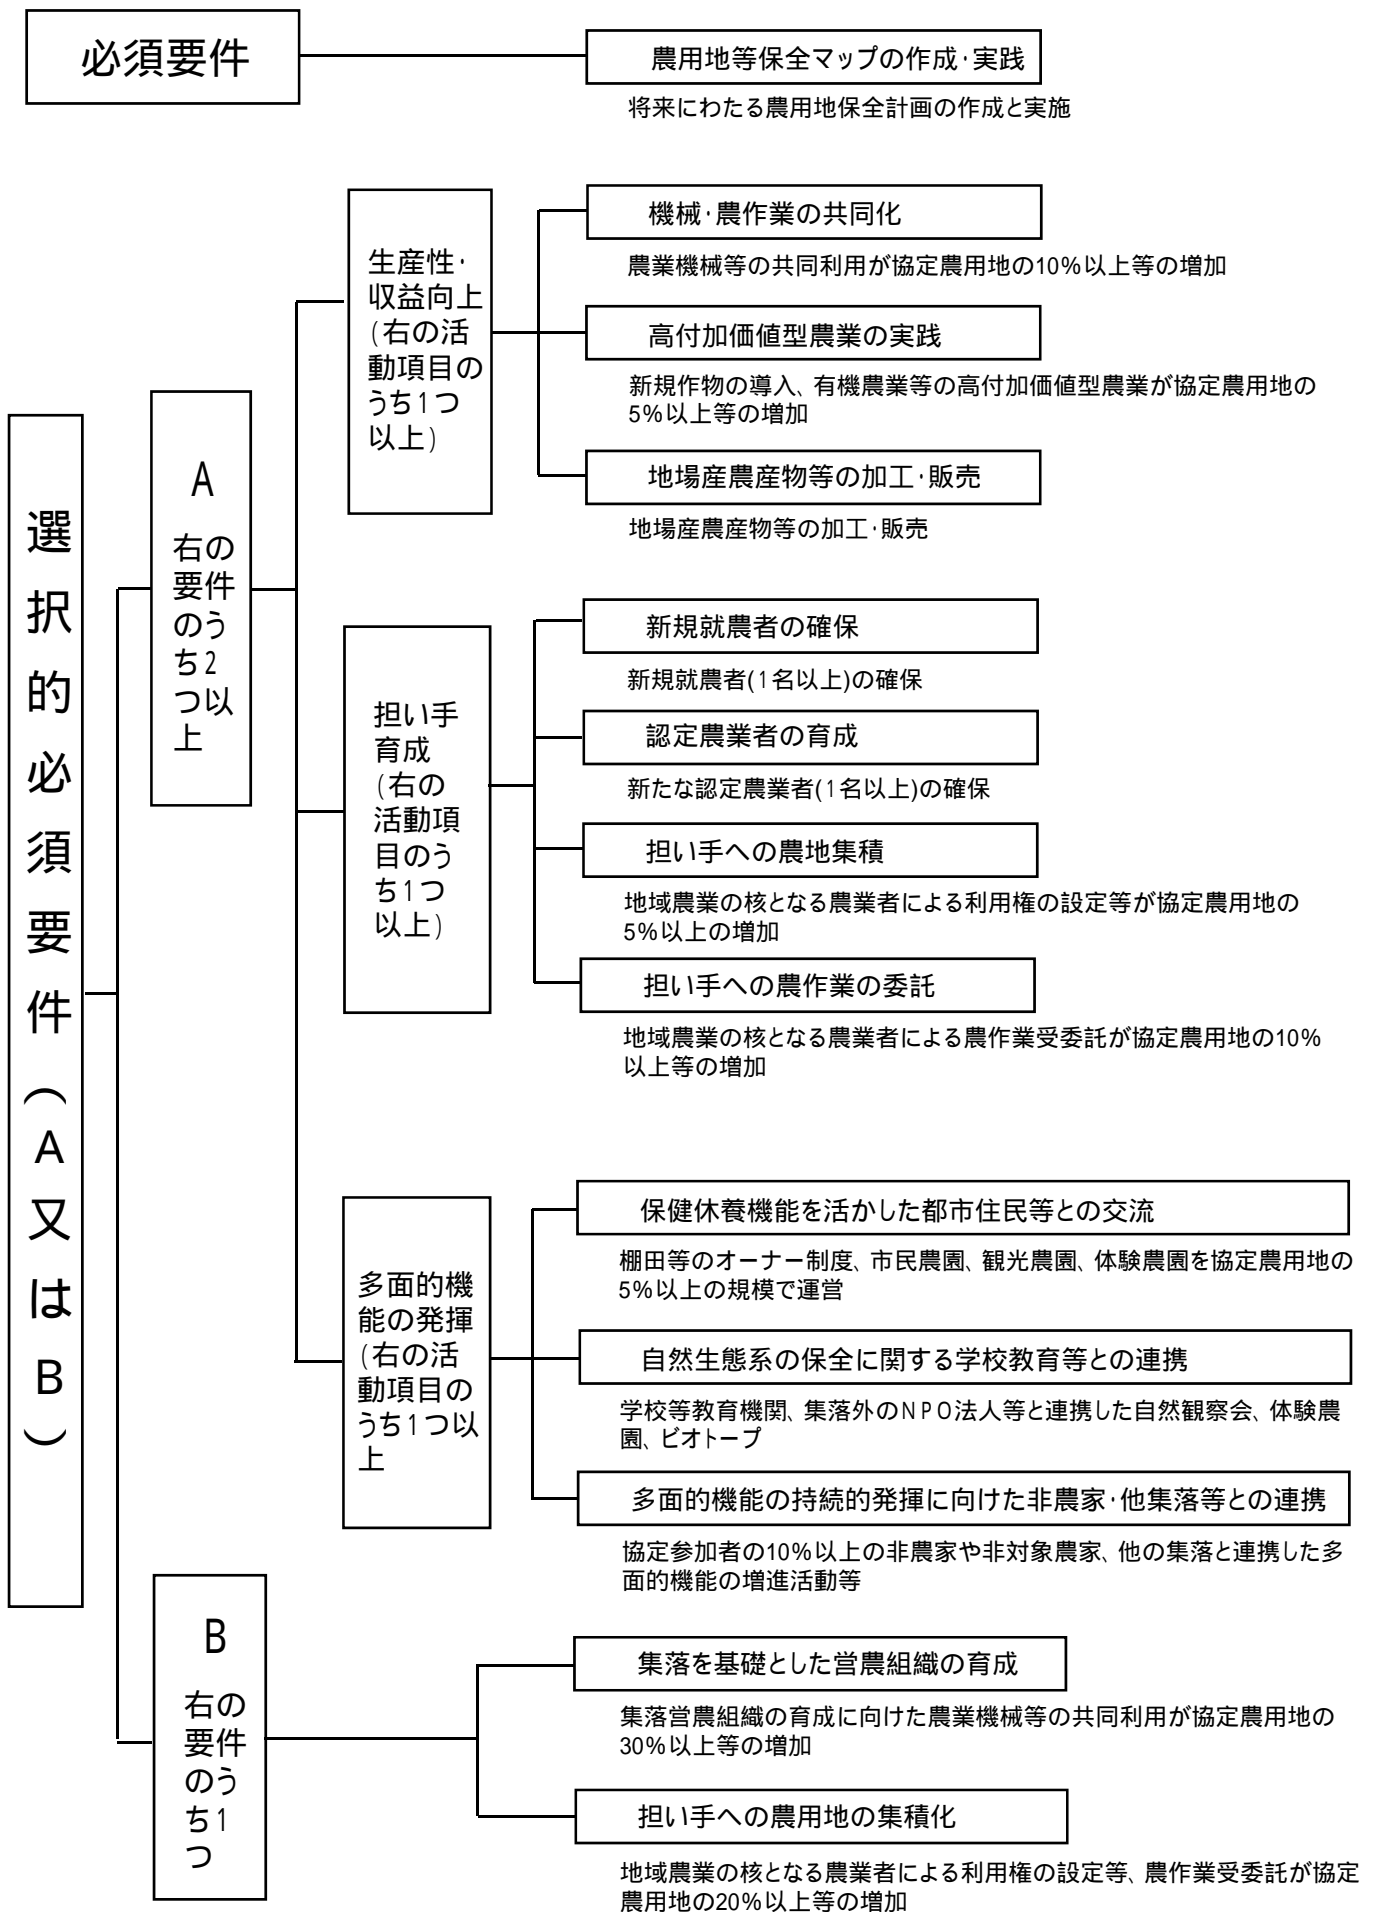 必須要件
農用地等保全マップの作成・実践
将来にわたる農用地保全計画の作成と実施
選択的必須要件（A又はB）
A
右の
要件
のう
ち2
つ以
上
生産性・
収益向上
(右の活
動項目の
うち1つ
以上)
機械・農作業の共同化
農業機械等の共同利用が協定農用地の10%以上等の増加
高付加価値型農業の実践
新規作物の導入、有機農業等の高付加価値型農業が協定農用地の
5%以上等の増加
地場産農産物等の加工・販売
地場産農産物等の加工・販売
担い手
育成
(右の
活動項
目のう
ち1つ
以上)
新規就農者の確保
新規就農者(1名以上)の確保
認定農業者の育成
新たな認定農業者(1名以上)の確保
担い手への農地集積
地域農業の核となる農業者による利用権の設定等が協定農用地の
5%以上の増加
担い手への農作業の委託
地域農業の核となる農業者による農作業受委託が協定農用地の10%
以上等の増加
多面的機
能の発揮
(右の活
動項目の
うち1つ以
上
保健休養機能を活かした都市住民等との交流
棚田等のオーナー制度、市民農園、観光農園、体験農園を協定農用地の
5%以上の規模で運営
自然生態系の保全に関する学校教育等との連携
学校等教育機関、集落外のNPO法人等と連携した自然観察会、体験農
園、ビオトープ
多面的機能の持続的発揮に向けた非農家・他集落等との連携
協定参加者の10%以上の非農家や非対象農家、他の集落と連携した多
面的機能の増進活動等
B
右の
要件
のう
ち1
つ
集落を基礎とした営農組織の育成
集落営農組織の育成に向けた農業機械等の共同利用が協定農用地の
30%以上等の増加
担い手への農用地の集積化
地域農業の核となる農業者による利用権の設定等、農作業受委託が協定
農用地の20%以上等の増加